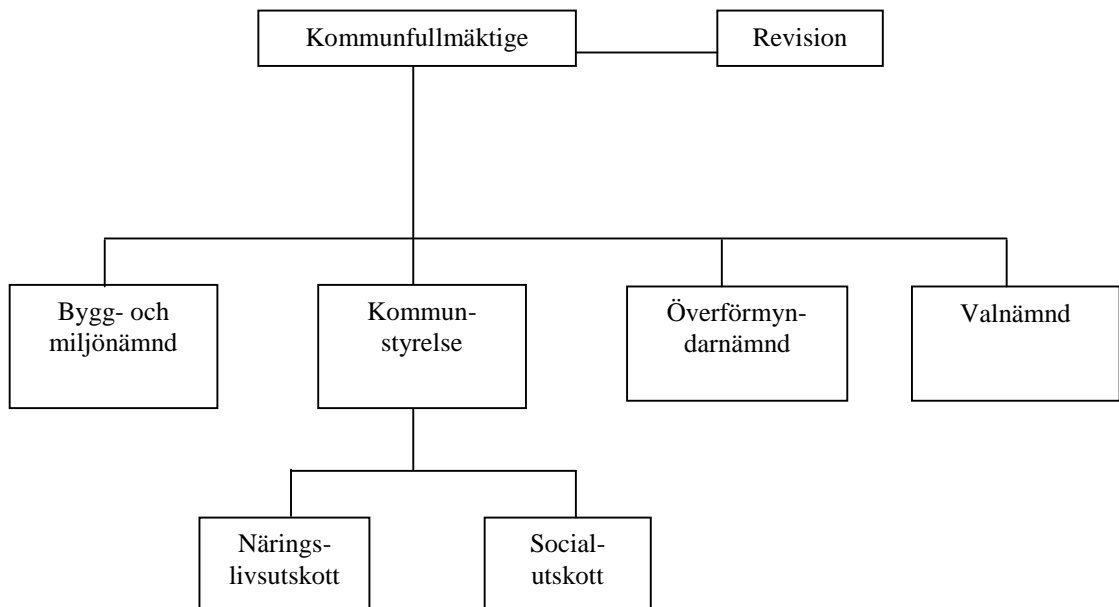 Kommunfullmäktige
Revision
Bygg- och
miljönämnd
Kommun-
styrelse
Överförmyn-
darnämnd
Valnämnd
Närings-
livsutskott
Social-
utskott